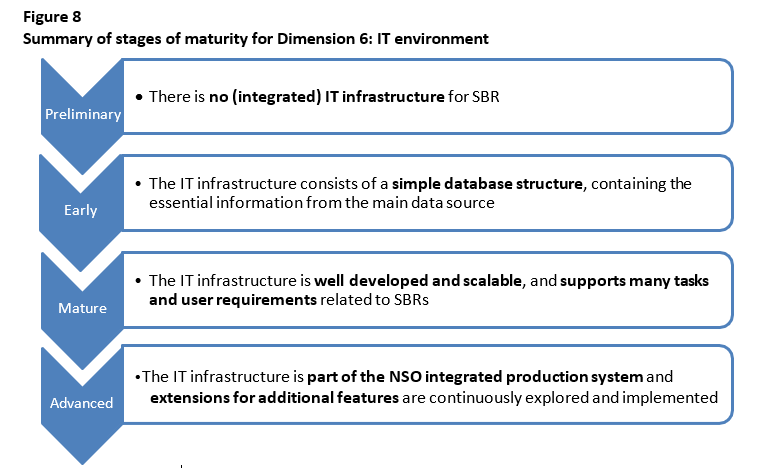 Figure 8
Summary of stages of maturity for Dimension 6: IT environment
Preliminary
• There is no (integrated) IT infrastructure for SBR
Early
• The IT infrastructure consists of a simple database structure, containing the
essential information from the main data source
Mature
• The IT infrastructure is well developed and scalable, and supports many tasks
and user requirements related to SBRs
Advanced
•The IT infrastructure is part of the NSO integrated production system and
extensions for additional features are continuously explored and implemented